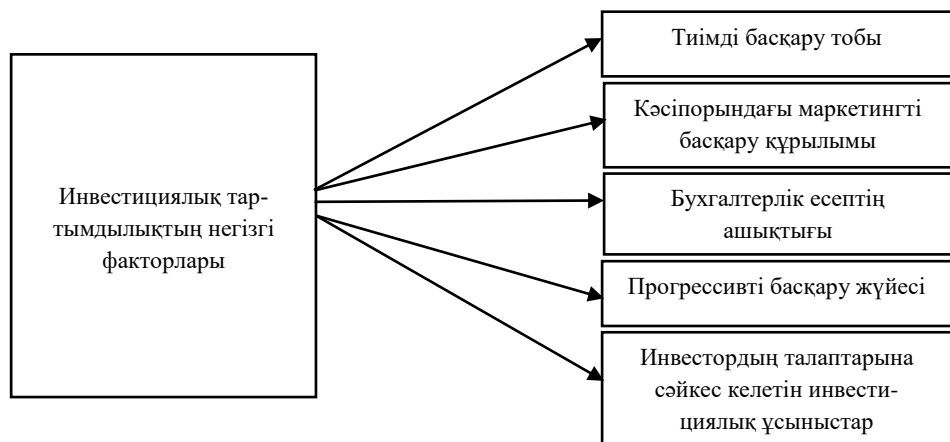 Инвестициялық тар-
тымдылықтың негізгі
факторлары
Тиімді басқару тобы
Кәсіпорындағы маркетингті
басқару құрылымы
Бухгалтерлік есептің
ашықтығы
Прогрессивті басқару жүйесі
Инвестордың талаптарына
сәйкес келетін инвести-
циялық ұсыныстар